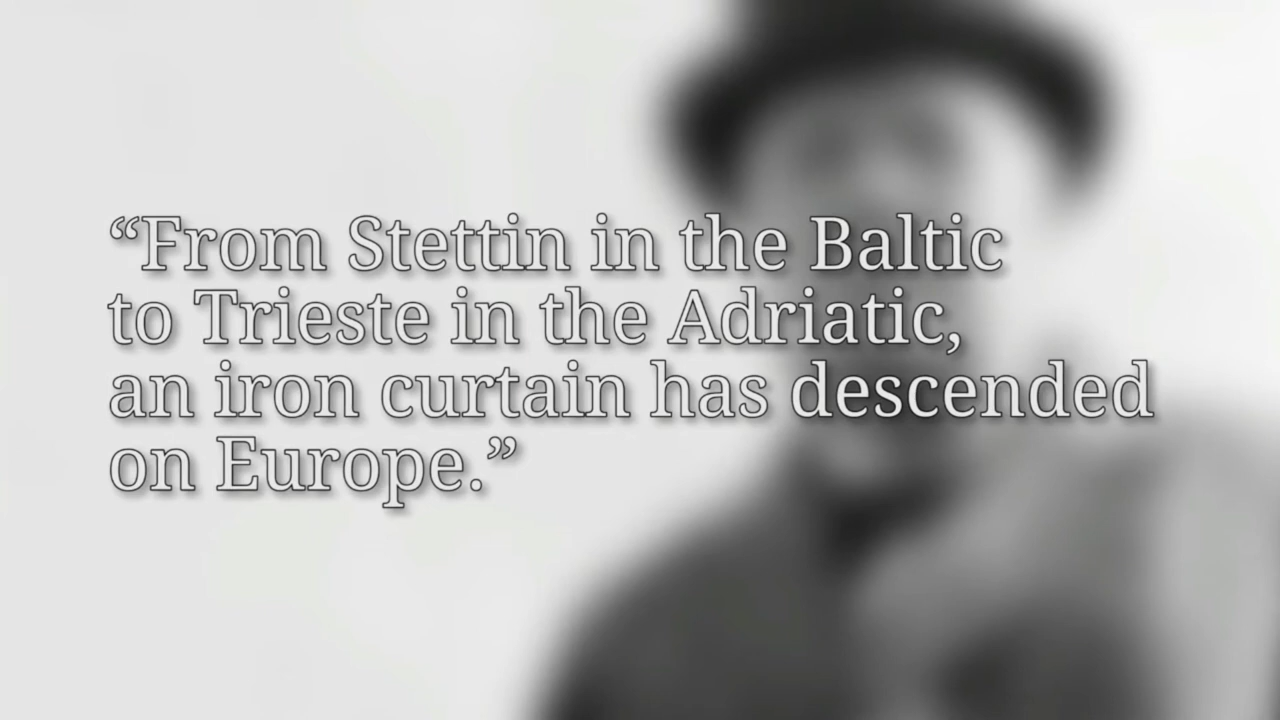 “From Stettin in the Baltic
to Trieste in the Adriatic,
an iron curtain has descended
on Europe.”